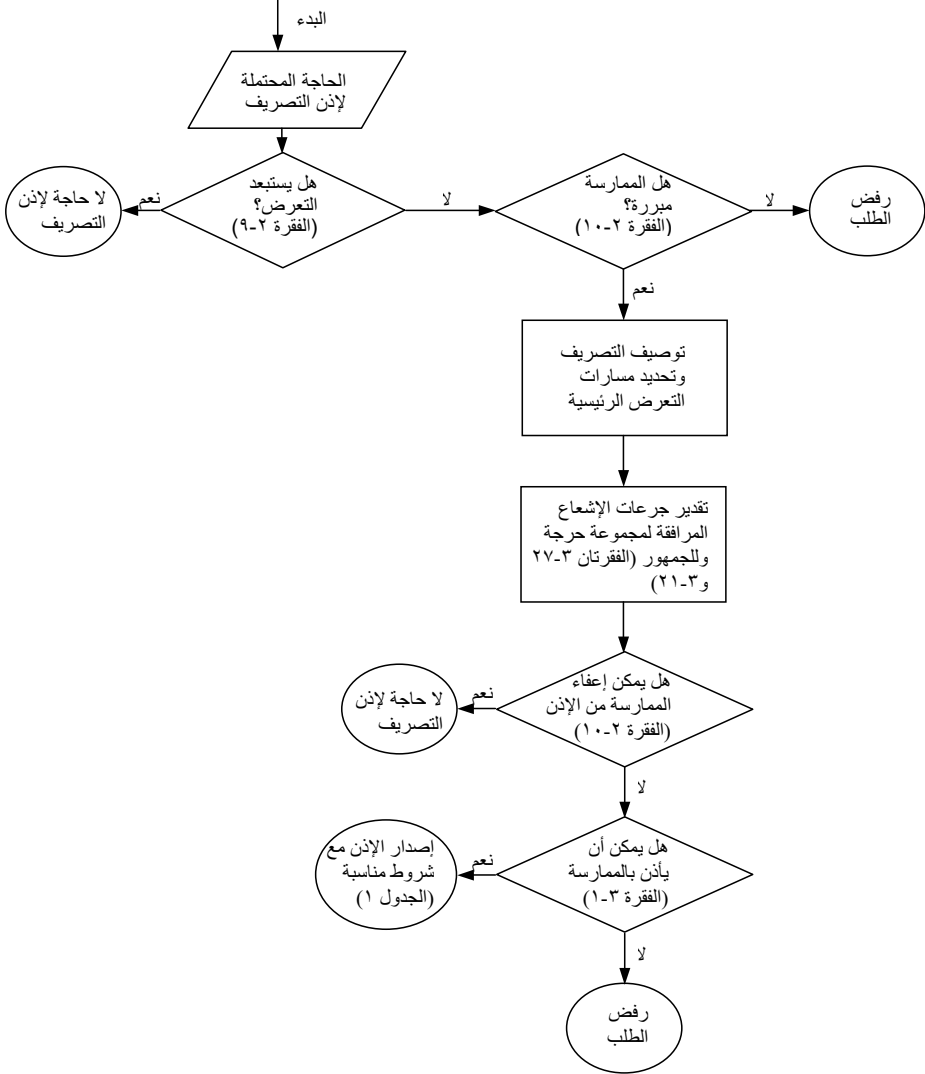 البدء
الحاجة المحتملة
لإذن التصريف
هل يستبعد
التعرض؟
(الفقرة ٢-٩)
نعم
لا حاجة لإذن
التصريف
لا
هل الممارسة
مبررة؟
(الفقرة ٢-١٠)
لا
رفض
الطلب
نعم
توصيف التصريف
وتحديد مسارات
التعرض الرئيسية
تقدير جرعات الإشعاع
المرافقة لمجموعة حرجة
وللجمهور (الفقرتان ٣-٢٧
و٣-٢١)
هل يمكن إعفاء
الممارسة من الإذن
(الفقرة ٢-١٠)
نعم
لا حاجة لإذن
التصريف
لا
هل يمكن أن
يأذن بالممارسة
(الفقرة ٣-١)
نعم
إصدار الإذن مع
شروط مناسبة
(الجدول ١)
لا
رفض
الطلب